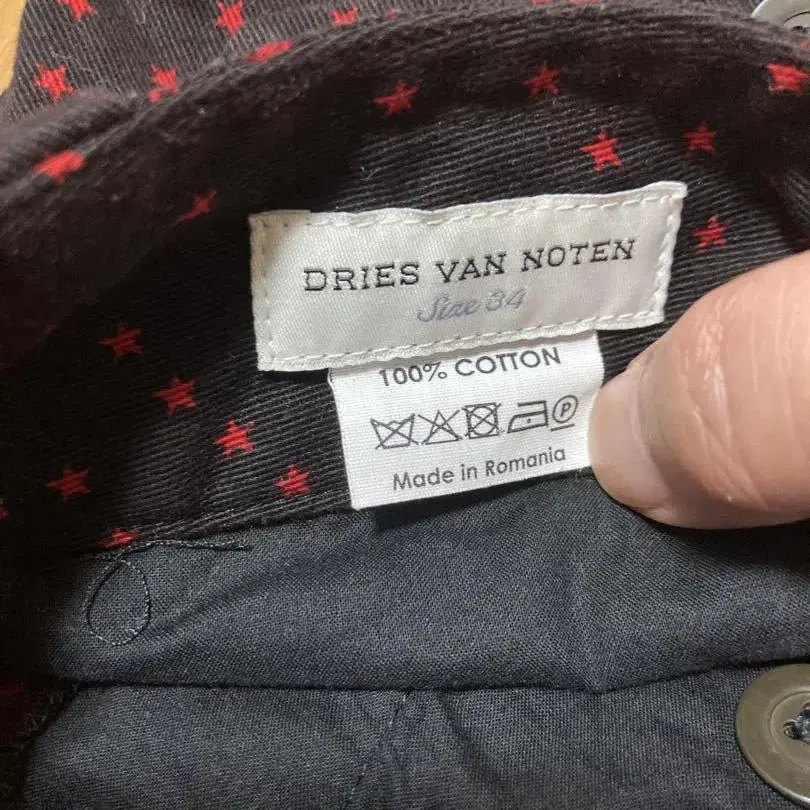 DRIES VAN NOTEN
Size 34
100% COTTON
P
Made in Romania